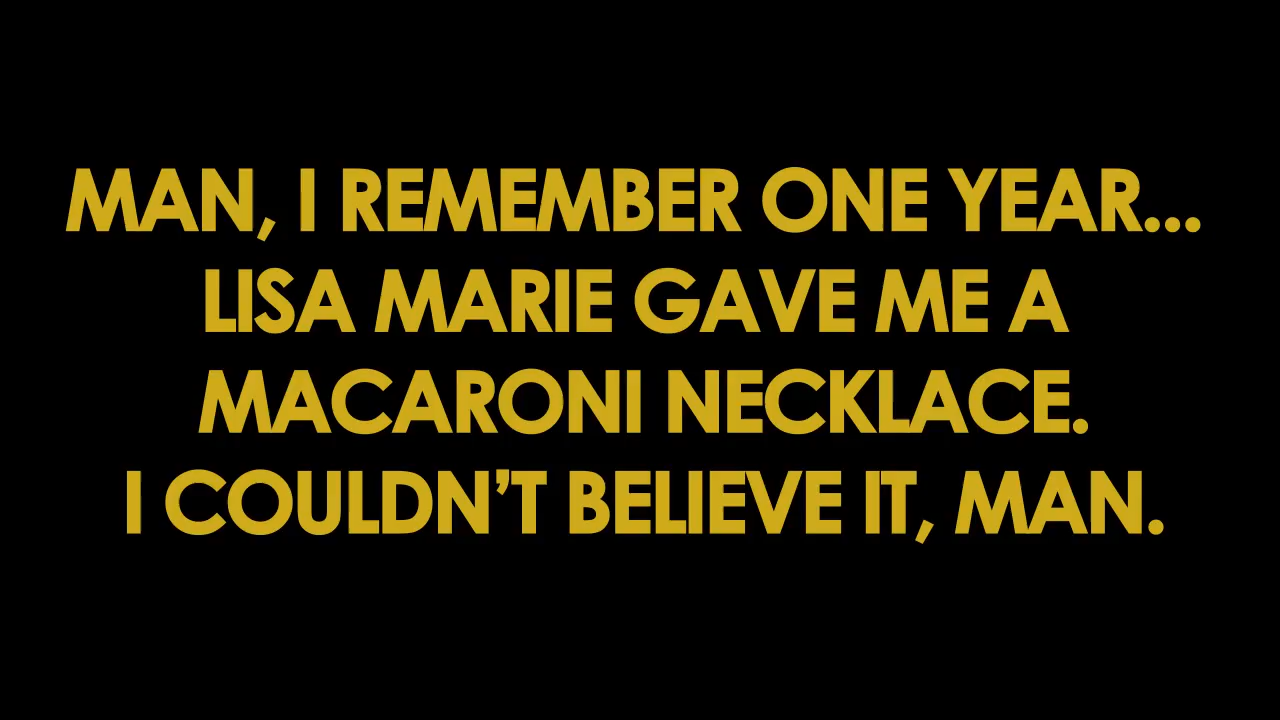 MAN, I REMEMBER ONE YEAR...
LISA MARIE GAVE ME A
MACARONI NECKLACE.
I COULDN’T BELIEVE IT, MAN.